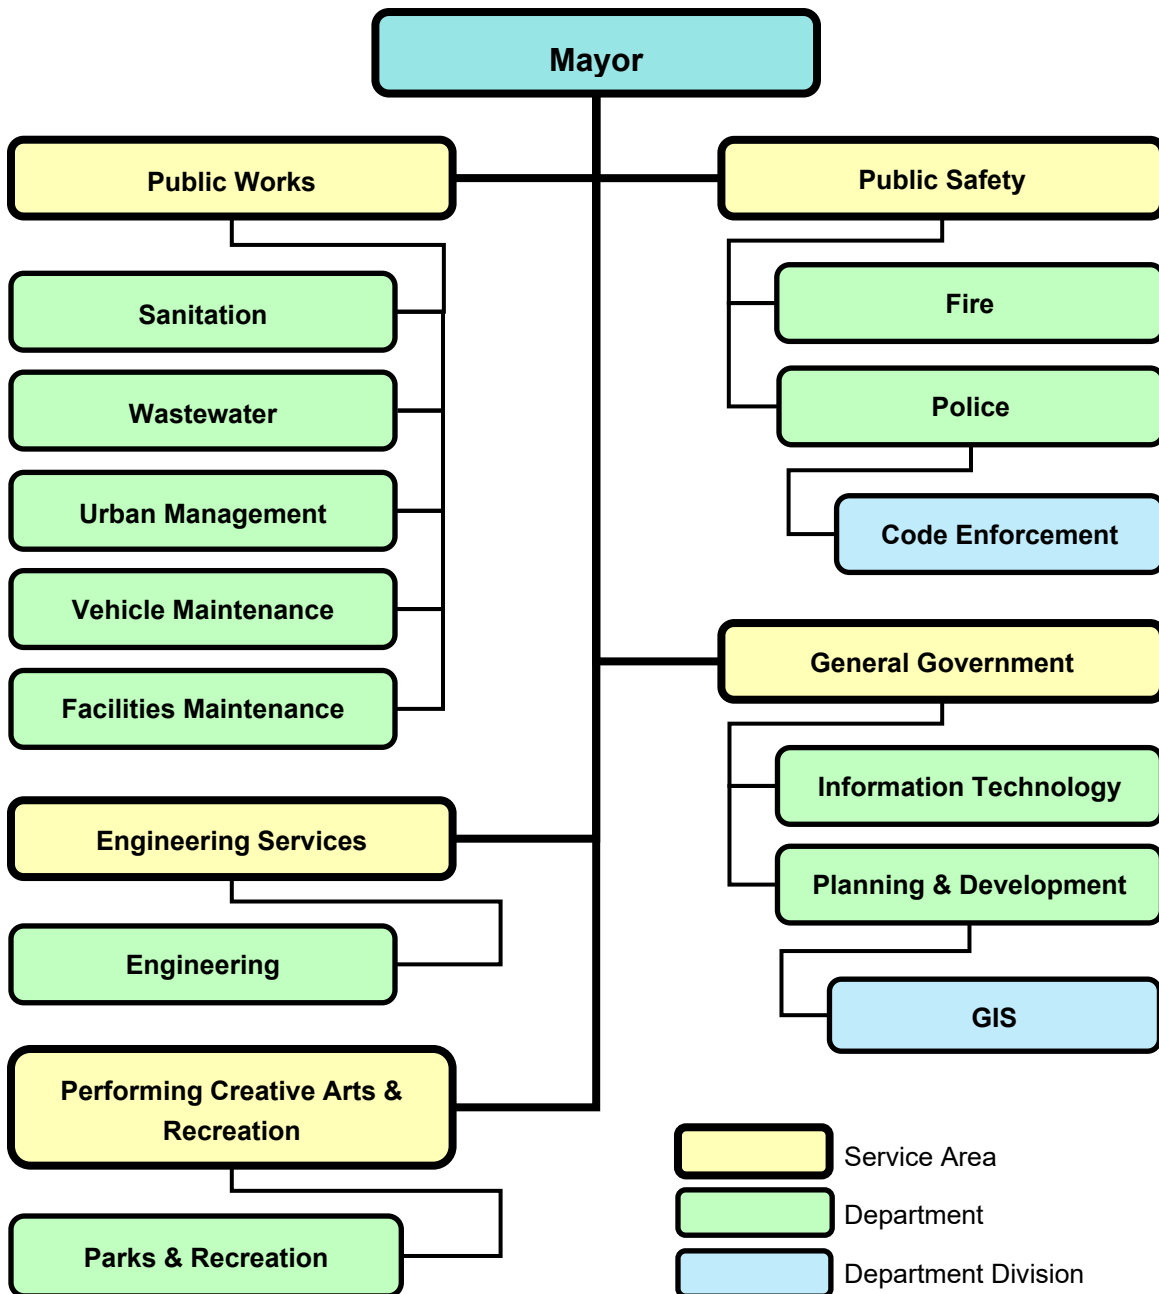 Mayor
Public Works
Sanitation
Wastewater
Urban Management
Vehicle Maintenance
Facilities Maintenance
Engineering Services
Engineering
Performing Creative Arts &
Recreation
Parks & Recreation
Public Safety
Fire
Police
Code Enforcement
General Government
Information Technology
Planning & Development
GIS
Service Area
Department
Department Division